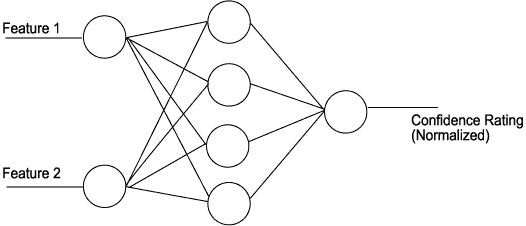 Feature 1
Feature 2
Confidence Rating
(Normalized)